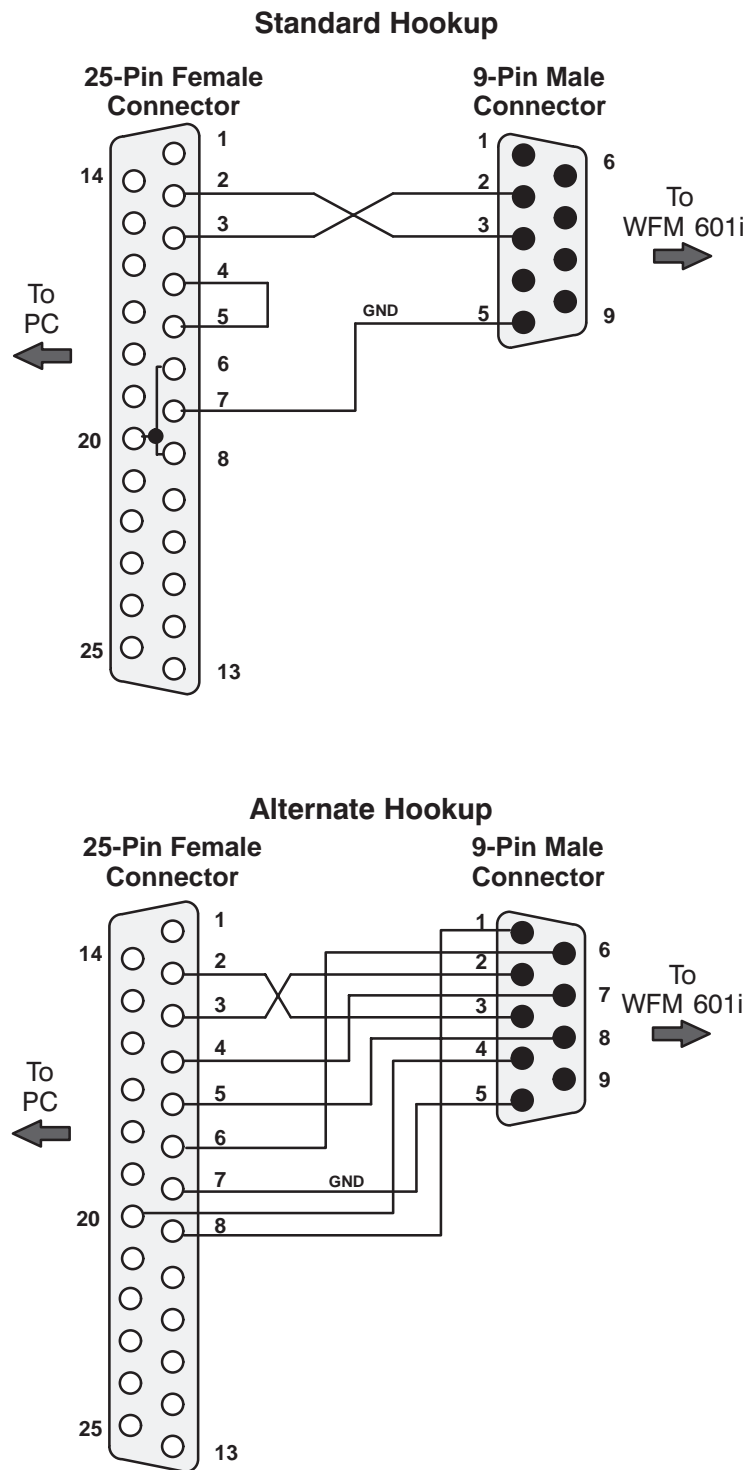 Standard Hookup
25-Pin Female
Connector
9-Pin Male
Connector
1
14
2
3
4
5
6
7
20
8
25
13
To
PC
GND
1
6
2
3
5
9
To
WFM 601i
Alternate Hookup
25-Pin Female
Connector
9-Pin Male
Connector
1
14
2
3
4
5
6
7
20
8
25
13
To
PC
GND
1
6
2
7
3
8
4
9
5
To
WFM 601i